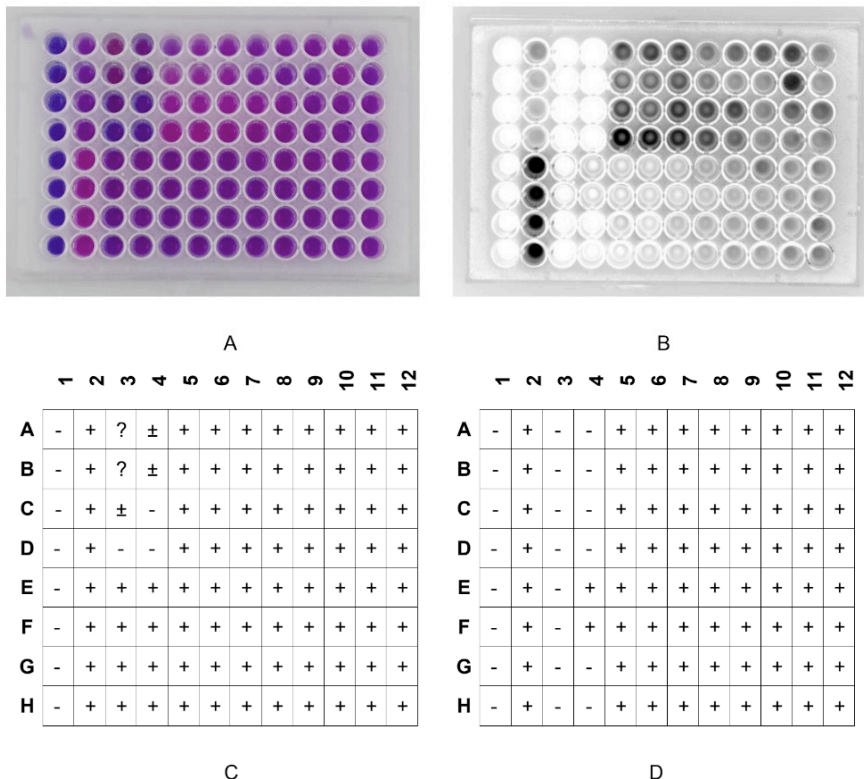 A B
1 2 3 4 5 6 7 8 9 10 11 12
A - + ? ± + + + + + + + +
B - + ? ± + + + + + + + +
C - + ± - + + + + + + + +
D - + - - + + + + + + + +
E - + + + + + + + + + + +
F - + + + + + + + + + + +
G - + + + + + + + + + + +
H - + + + + + + + + + + +
C
1 2 3 4 5 6 7 8 9 10 11 12
A - + - - + + + + + + + +
B - + - - + + + + + + + +
C - + - - + + + + + + + +
D - + - - + + + + + + + +
E - + - + + + + + + + + +
F - + - + + + + + + + + +
G - + - - + + + + + + + +
H - + - - + + + + + + + +
D